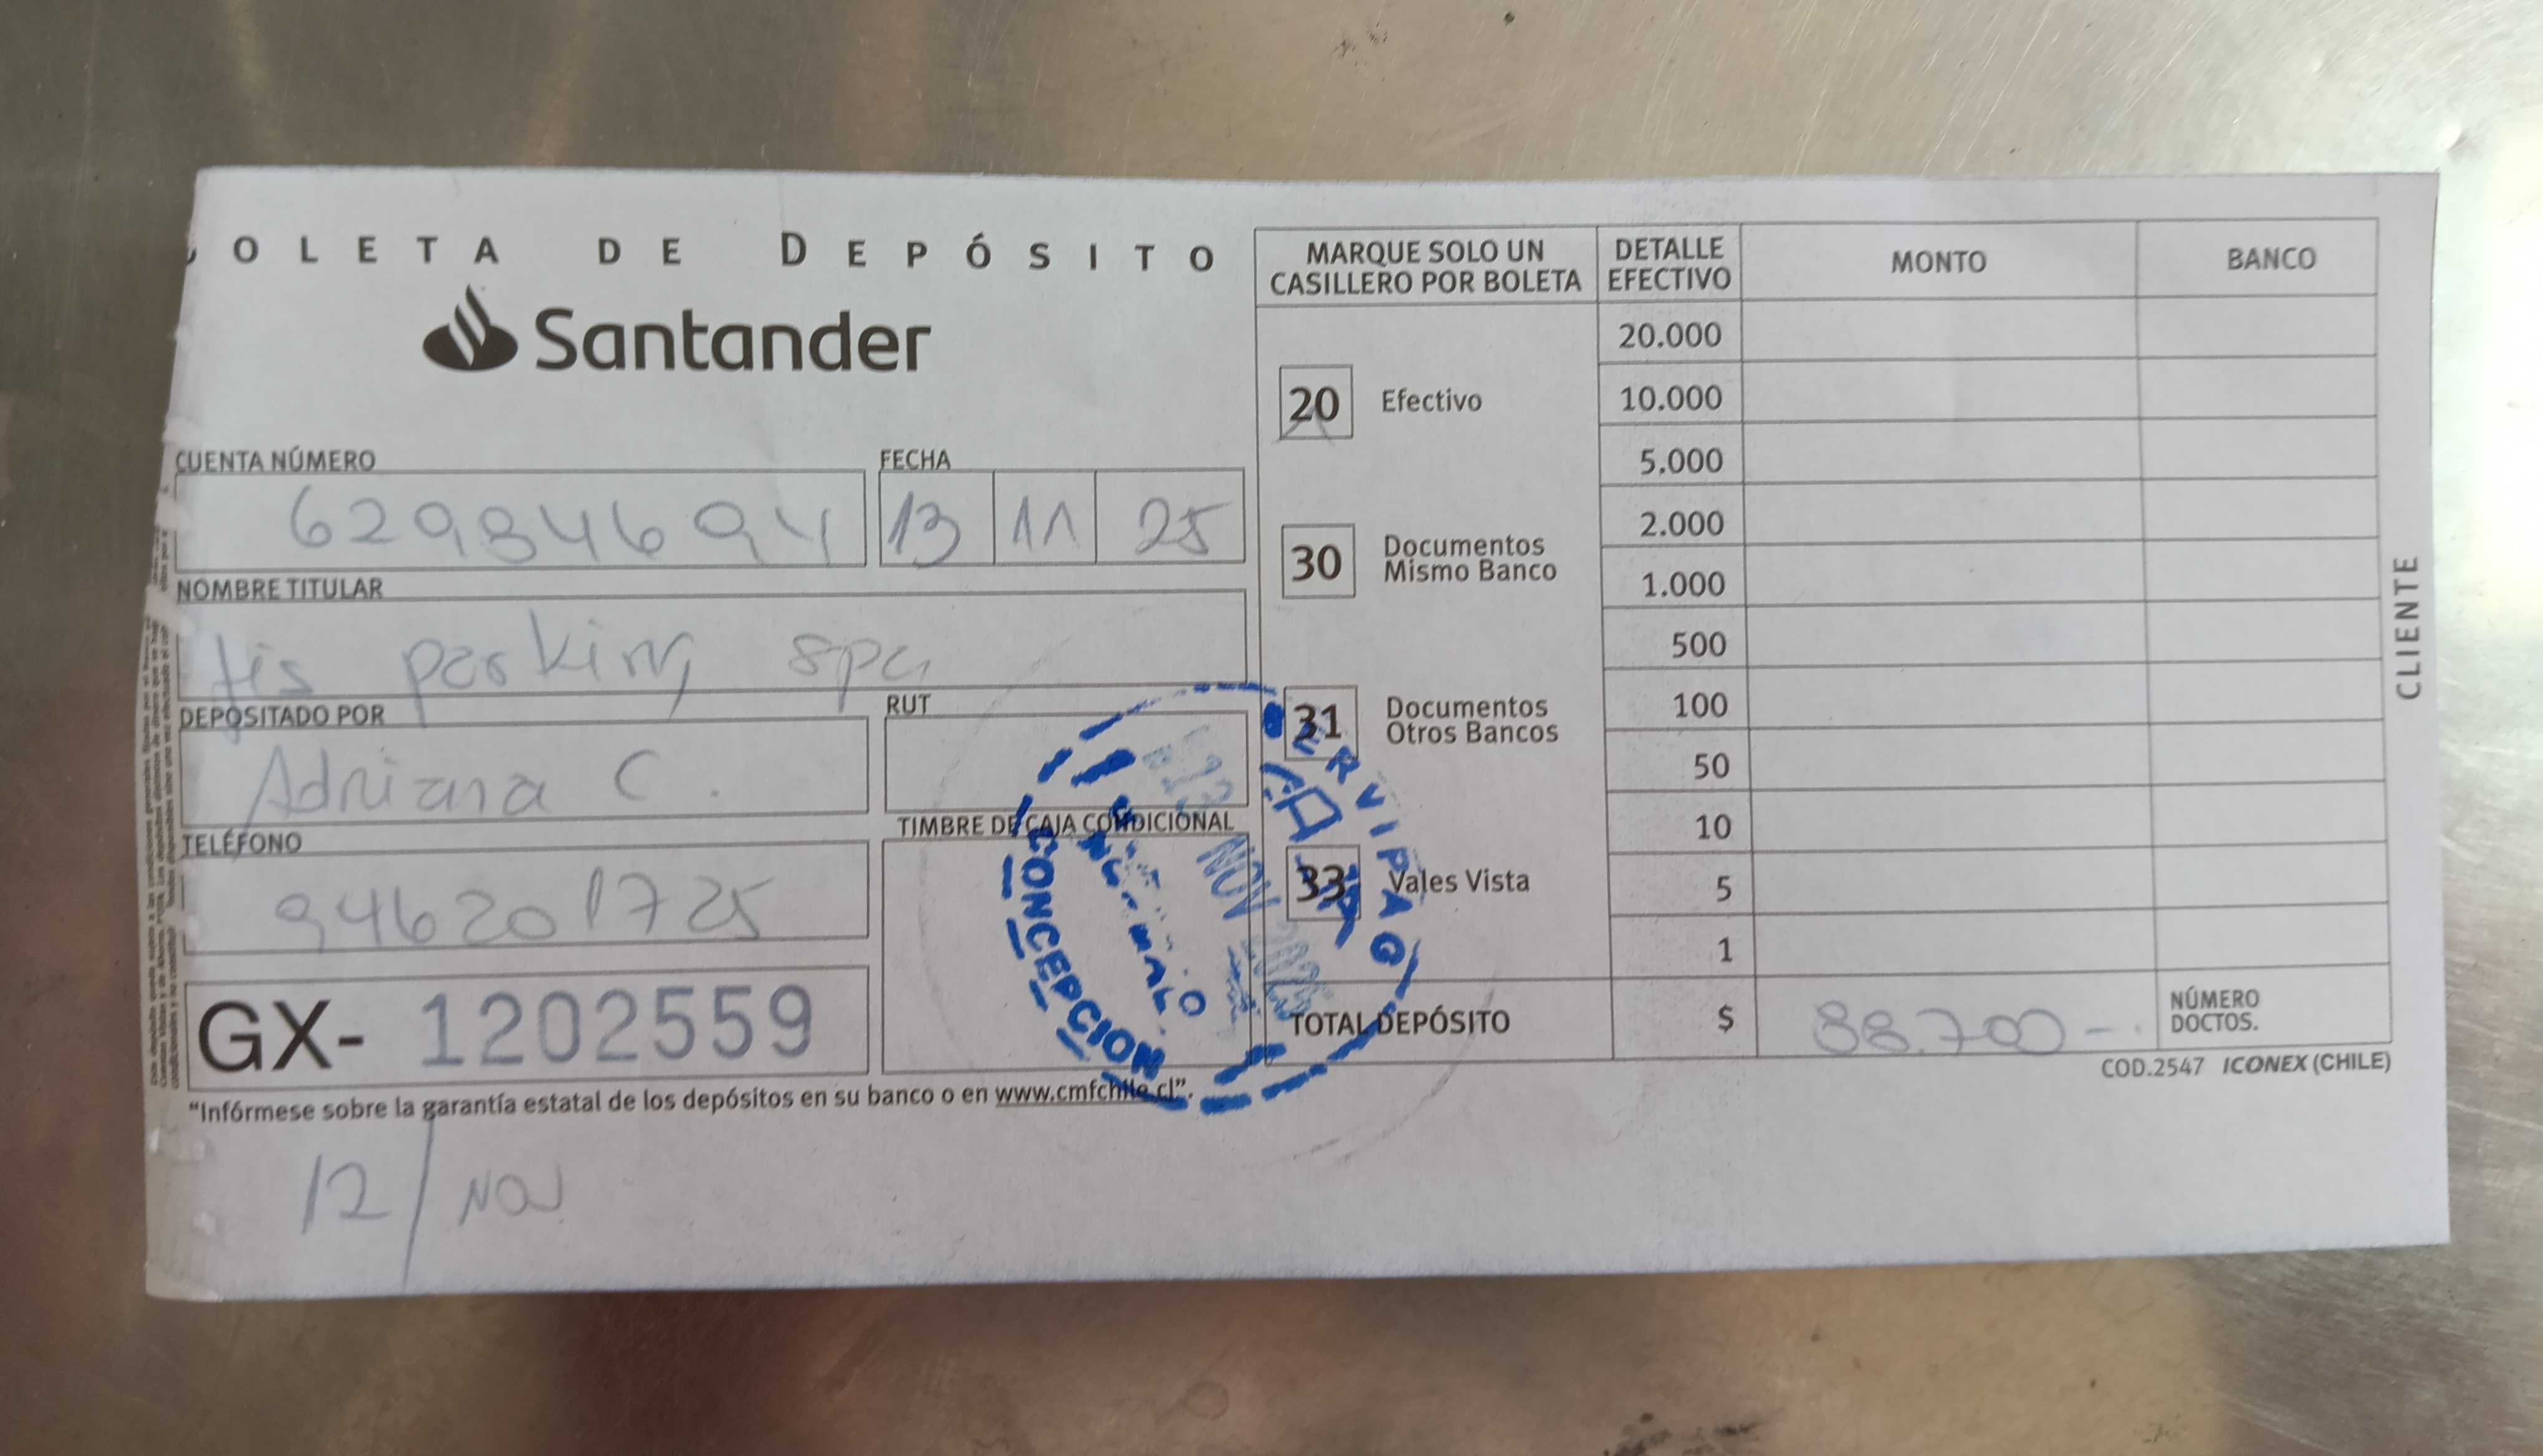 OLETA DE DEPÓSITO
Santander
CUENTA NÚMERO
62984694
FECHA
13 11 25
NOMBRE TITULAR
tis parking spa
DEPOSITADO POR
Adriana C.
RUT
TELÉFONO
946201725
TIMBRE DE CAJA CONDICIONAL
GX- 1202559
"Infórmese sobre la garantía estatal de los depósitos en su banco o en www.cmfchile.cl".
12/NOV
MARQUE SOLO UN CASILLERO POR BOLETA
20 Efectivo
30 Documentos Mismo Banco
31 Documentos Otros Bancos
33 Vales Vista
DETALLE EFECTIVO
MONTO
BANCO
20.000
10.000
5.000
2.000
1.000
500
100
50
10
5
1
TOTAL DEPÓSITO $ 88.700-.
NÚMERO DOCTOS.
COD.2547 ICONEX (CHILE)
CLIENTE
SERVIPAG
CAJA
NOV
CONCEPCION